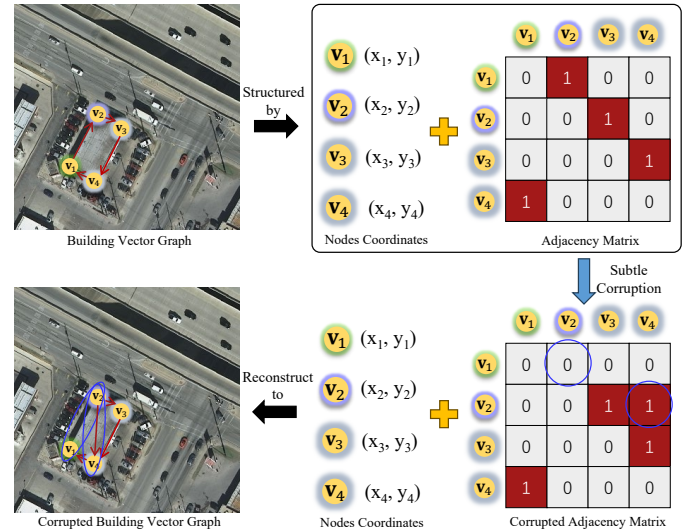 v₁ v₂ v₃ v₄
v₂
v₃
v₁
v₄
Building Vector Graph
Structured
by
v₁ (x₁, y₁)
v₂ (x₂, y₂)
v₃ (x₃, y₃)
v₄ (x₄, y₄)
Nodes Coordinates
v₁ 0 1 0 0
v₂ 0 0 1 0
v₃ 0 0 0 1
v₄ 1 0 0 0
Adjacency Matrix
Subtle
Corruption
v₂
v₃
v₁
Corrupted Building Vector Graph
Reconstruct
to
v₁ (x₁, y₁)
v₂ (x₂, y₂)
v₃ (x₃, y₃)
v₄ (x₄, y₄)
Nodes Coordinates
v₁ v₂ v₃ v₄
v₁ 0 0 0 0
v₂ 0 0 1 1
v₃ 0 0 0 1
v₄ 1 0 0 0
Corrupted Adjacency Matrix